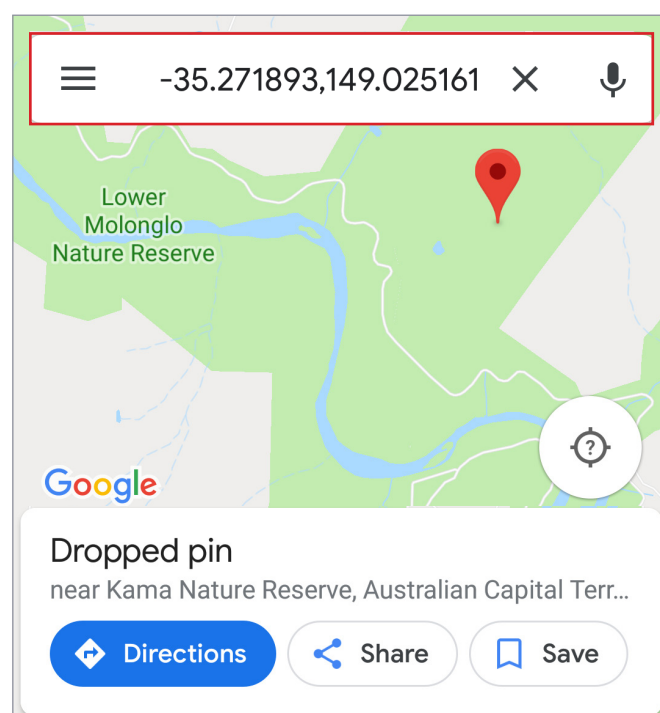 -35.271893,149.025161
Lower
Molonglo
Nature Reserve
?
Google
Dropped pin
near Kama Nature Reserve, Australian Capital Terr...
Directions Share Save